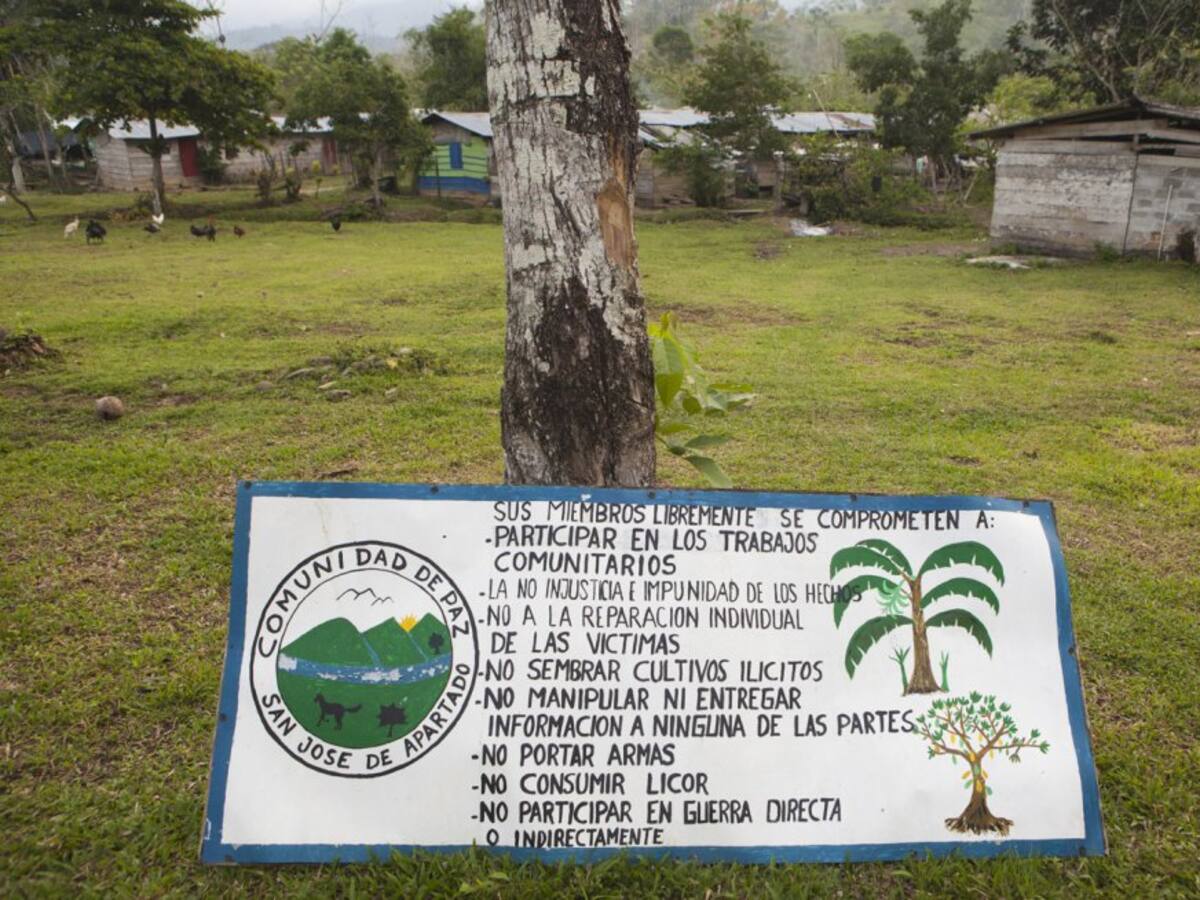 COMUNIDAD DE PAZ
SAN JOSE DE APARTADO
SUS MIEMBROS LIBREMENTE SE COMPROMETEN A:
-PARTICIPAR EN LOS TRABAJOS
COMUNITARIOS
-LA NO INJUSTICIA E IMPUNIDAD DE LOS HECHOS
-NO A LA REPARACION INDIVIDUAL
DE LAS VICTIMAS
-NO SEMBRAR CULTIVOS ILICITOS
-NO MANIPULAR NI ENTREGAR
INFORMACION A NINGUNA DE LAS PARTES
-NO PORTAR ARMAS
-NO CONSUMIR LICOR
-NO PARTICIPAR EN GUERRA DIRECTA
O INDIRECTAMENTE